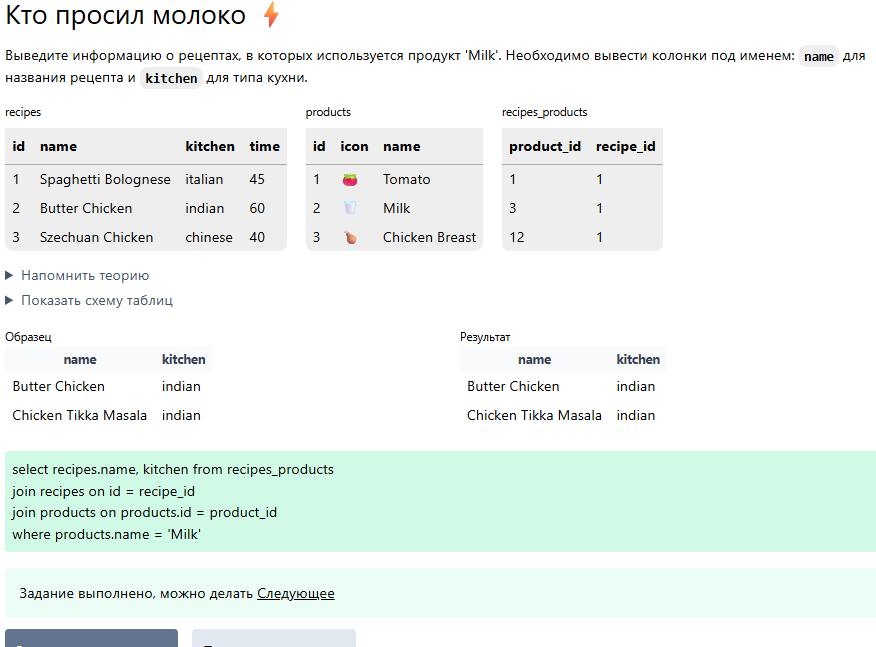 Кто просил молоко ⚡
Выведите информацию о рецептах, в которых используется продукт 'Milk'. Необходимо вывести колонки под именем: name для
названия рецепта и kitchen для типа кухни.
recipes
id name kitchen time
1 Spaghetti Bolognese italian 45
2 Butter Chicken indian 60
3 Szechuan Chicken chinese 40
products
id icon name
1 🍅 Tomato
2 🥛 Milk
3 🍗 Chicken Breast
recipes_products
product_id recipe_id
1 1
3 1
12 1
Напомнить теорию
Показать схему таблиц
Образец
name kitchen
Butter Chicken indian
Chicken Tikka Masala indian
Результат
name kitchen
Butter Chicken indian
Chicken Tikka Masala indian
select recipes.name, kitchen from recipes_products
join recipes on id = recipe_id
join products on products.id = product_id
where products.name = 'Milk'
Задание выполнено, можно делать Следующее